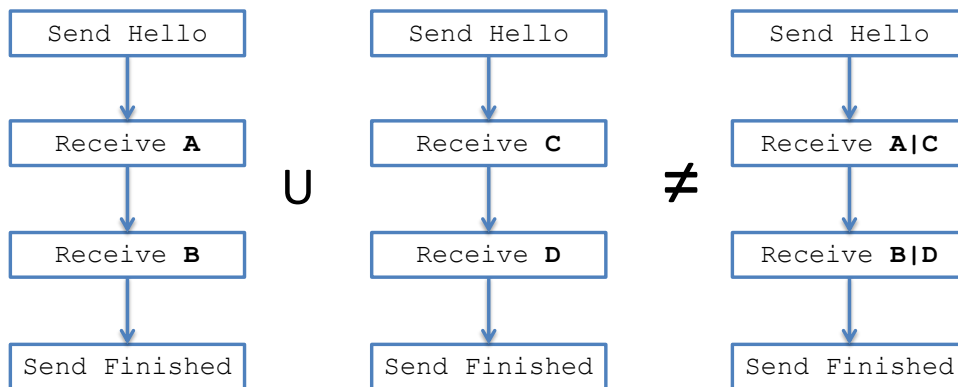 Send Hello
Receive A
Receive B
Send Finished
∪
Send Hello
Receive C
Receive D
Send Finished
≠
Send Hello
Receive A|C
Receive B|D
Send Finished